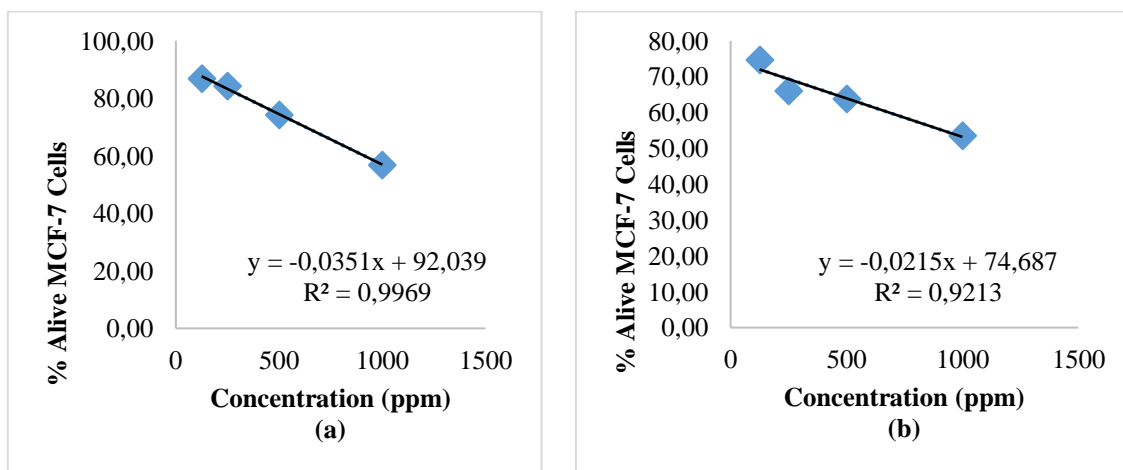 % Alive MCF-7 Cells
100,00
80,00
60,00
40,00
20,00
0,00
y = -0,0351x + 92,039
R² = 0,9969
0 500 1000 1500
Concentration (ppm)
(a)
% Alive MCF-7 Cells
80,00
70,00
60,00
50,00
40,00
30,00
20,00
10,00
0,00
y = -0,0215x + 74,687
R² = 0,9213
0 500 1000 1500
Concentration (ppm)
(b)